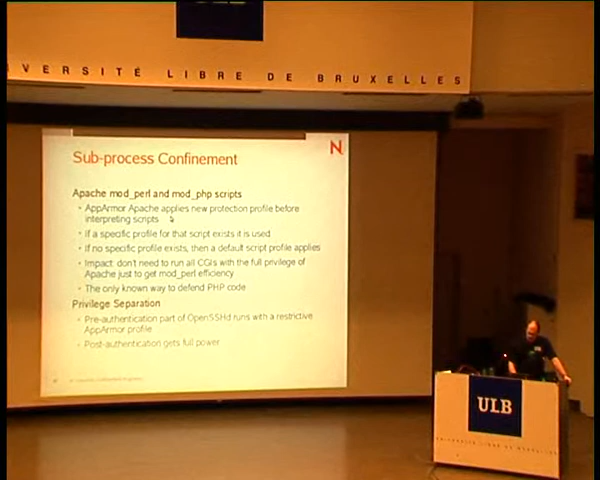 VERSITÉ LIBRE DE BRUXELLES
N
Sub-process Confinement
Apache mod_perl and mod_php scripts
• AppArmor Apache applies new protection profile before
interpreting scripts
• If a specific profile for that script exists it is used
• If no specific profile exists, then a default script profile applies
• Impact: don't need to run all CGIs with the full privilege of
Apache just to get mod_perl efficiency
• The only known way to defend PHP code
Privilege Separation
• Pre-authentication part of OpenSSHd runs with a restrictive
AppArmor profile
• Post-authentication gets full power
ULB